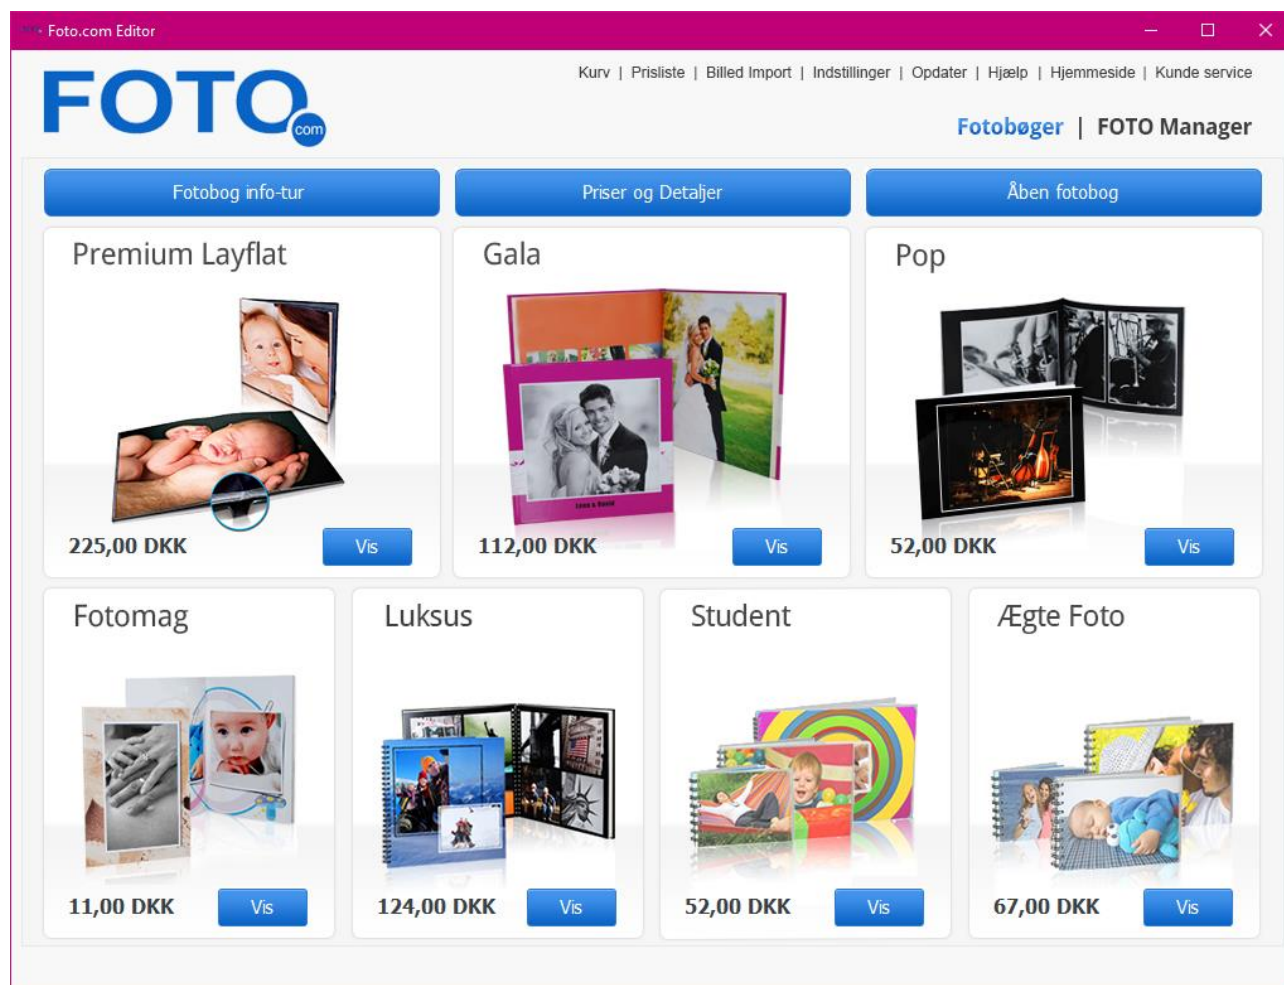 Foto.com Editor
Kurv | Prisliste | Billed Import | Indstillinger | Opdater | Hjælp | Hjemmeside | Kunde service
FOTO.com
Fotobøger | FOTO Manager
Fotobog info-tur
Priser og Detaljer
Åben fotobog
Premium Layflat
225,00 DKK
Vis
Gala
112,00 DKK
Vis
Pop
52,00 DKK
Vis
Fotomag
11,00 DKK
Vis
Luksus
124,00 DKK
Vis
Student
52,00 DKK
Vis
Ægte Foto
67,00 DKK
Vis